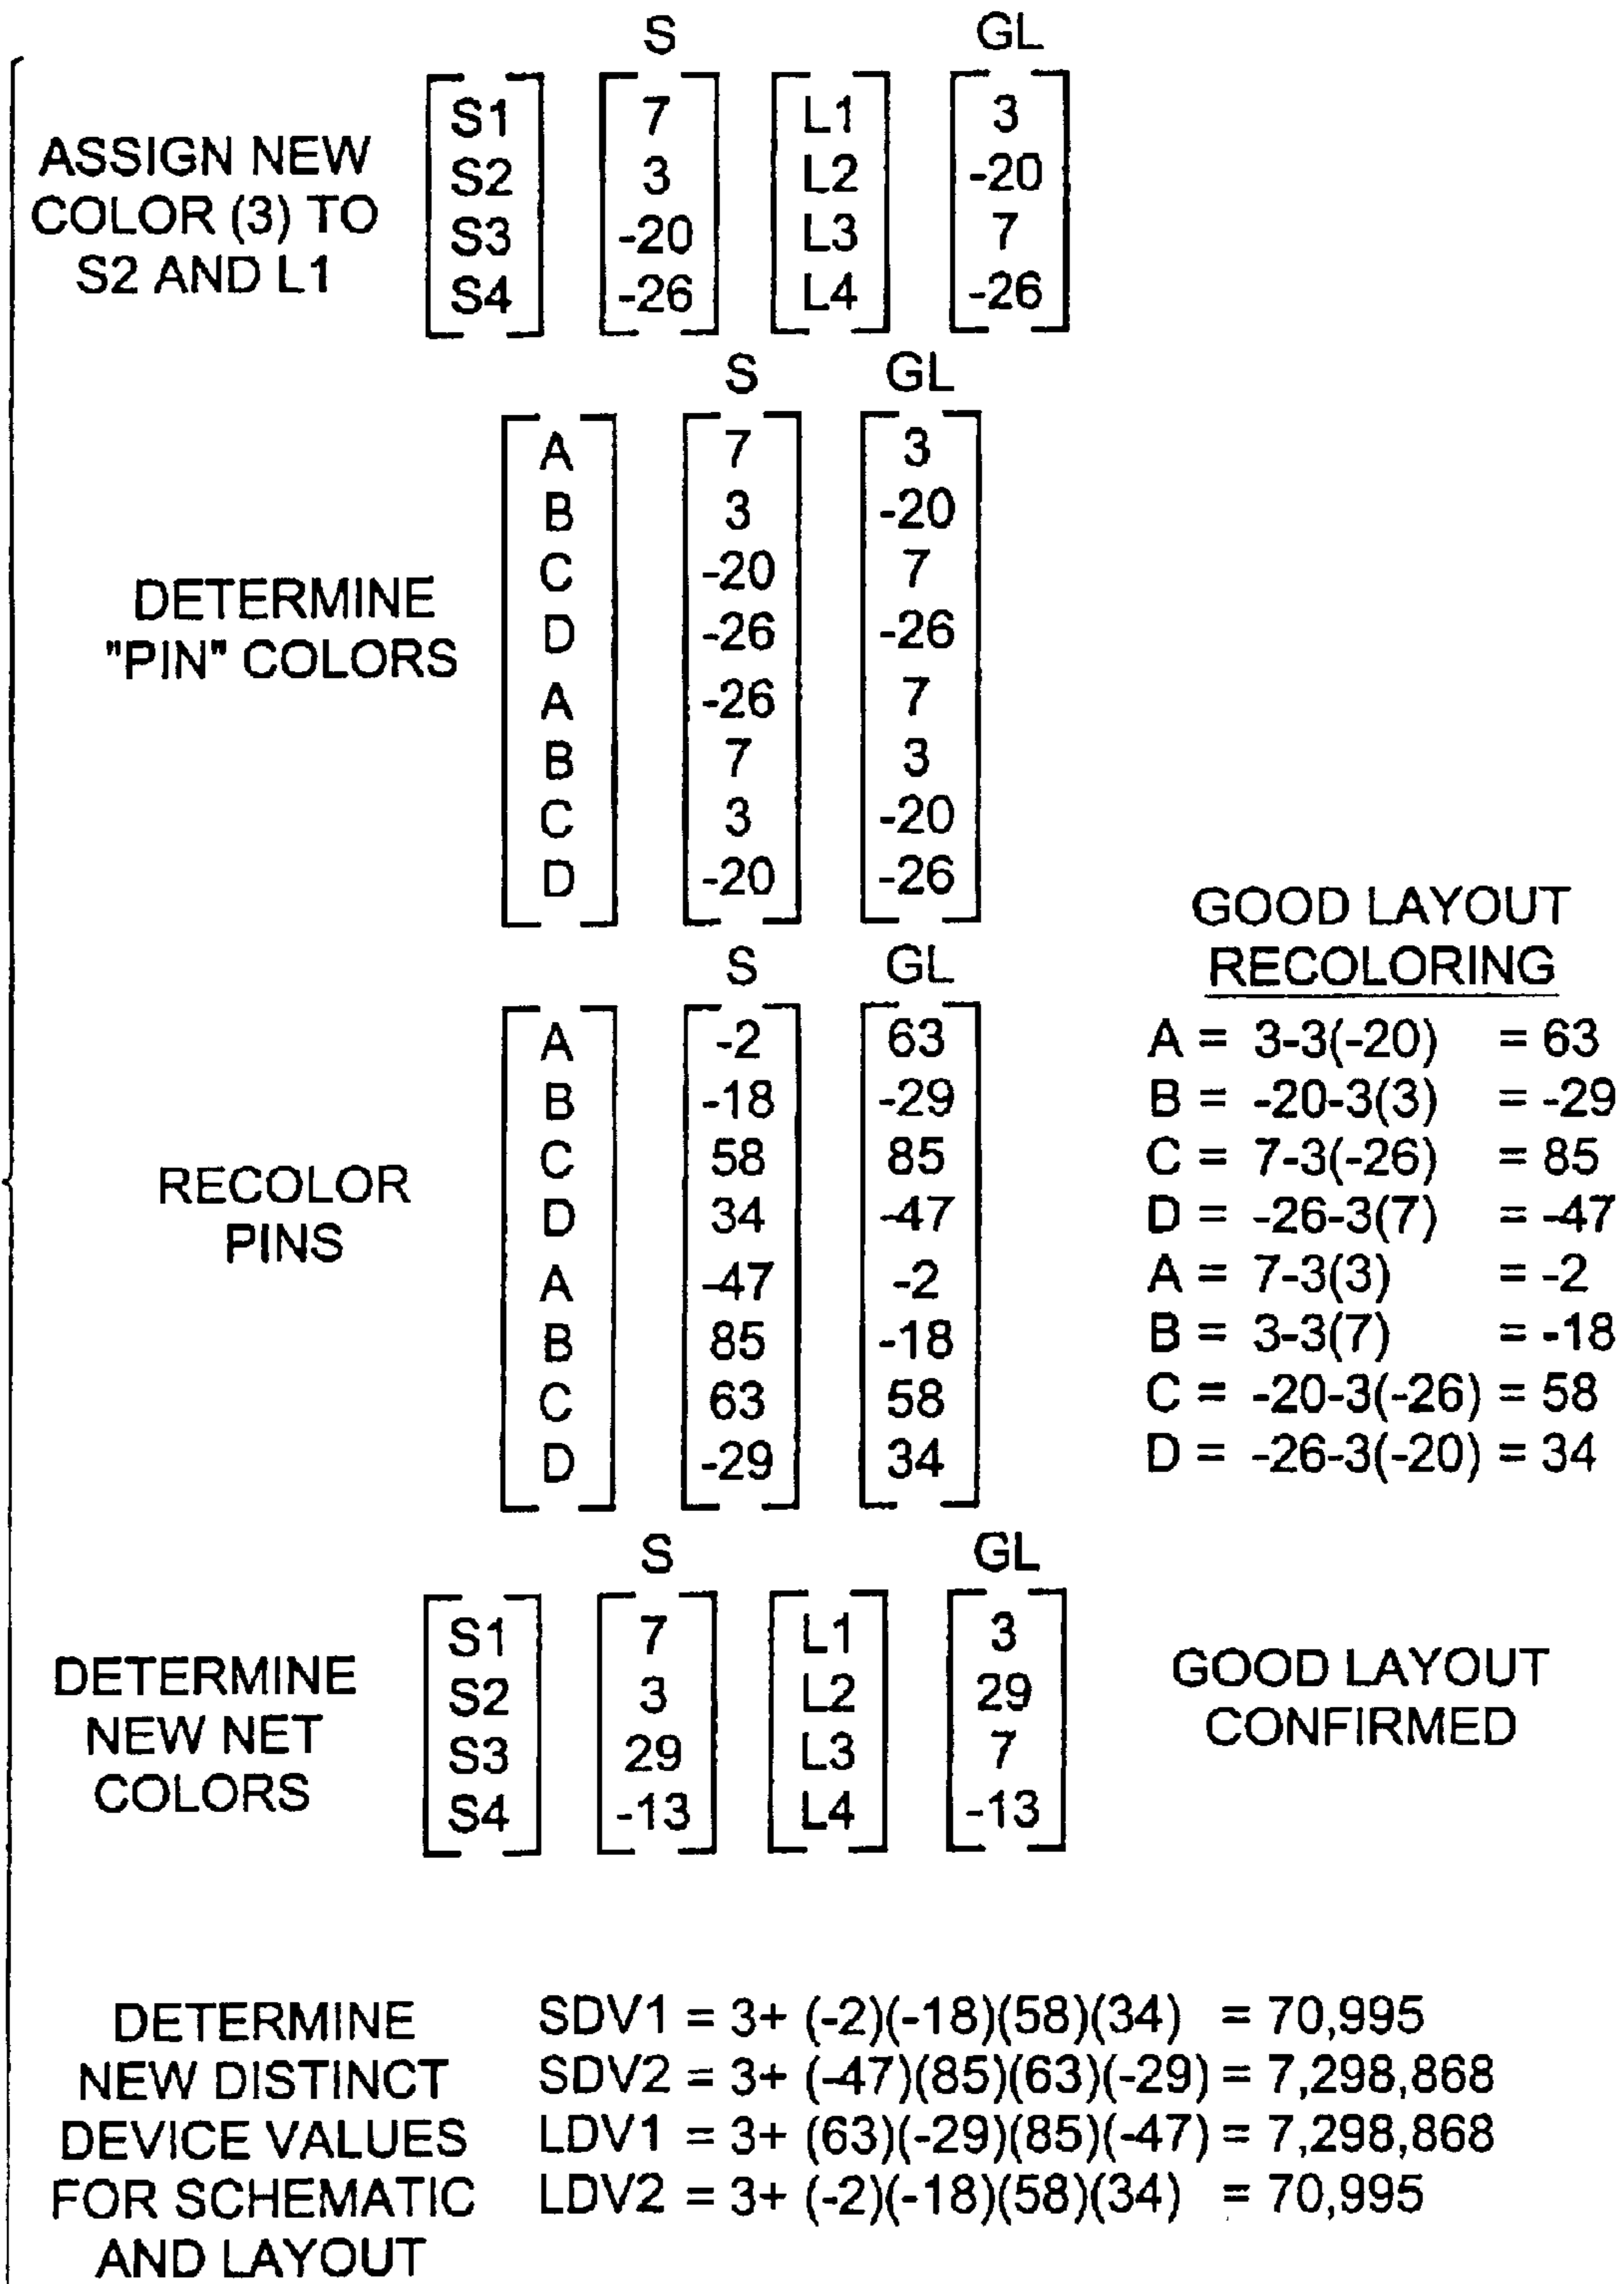 S GL
ASSIGN NEW
COLOR (3) TO
S2 AND L1
S1 7 L1 3
S2 3 L2 -20
S3 -20 L3 7
S4 -26 L4 -26
S GL
DETERMINE
"PIN" COLORS
A 7 3
B 3 -20
C -20 7
D -26 -26
A -26 7
B 7 3
C 3 -20
D -20 -26
S GL
RECOLOR
PINS
A -2 63
B -18 -29
C 58 85
D 34 -47
A -47 -2
B 85 -18
C 63 58
D -29 34
GOOD LAYOUT
RECOLORING
A = 3-3(-20) = 63
B = -20-3(3) = -29
C = 7-3(-26) = 85
D = -26-3(7) = -47
A = 7-3(3) = -2
B = 3-3(7) = -18
C = -20-3(-26) = 58
D = -26-3(-20) = 34
S GL
DETERMINE
NEW NET
COLORS
S1 7 L1 3
S2 3 L2 29
S3 29 L3 7
S4 -13 L4 -13
GOOD LAYOUT
CONFIRMED
DETERMINE
NEW DISTINCT
DEVICE VALUES
FOR SCHEMATIC
AND LAYOUT
SDV1 = 3+ (-2)(-18)(58)(34) = 70,995
SDV2 = 3+ (-47)(85)(63)(-29) = 7,298,868
LDV1 = 3+ (63)(-29)(85)(-47) = 7,298,868
LDV2 = 3+ (-2)(-18)(58)(34) = 70,995